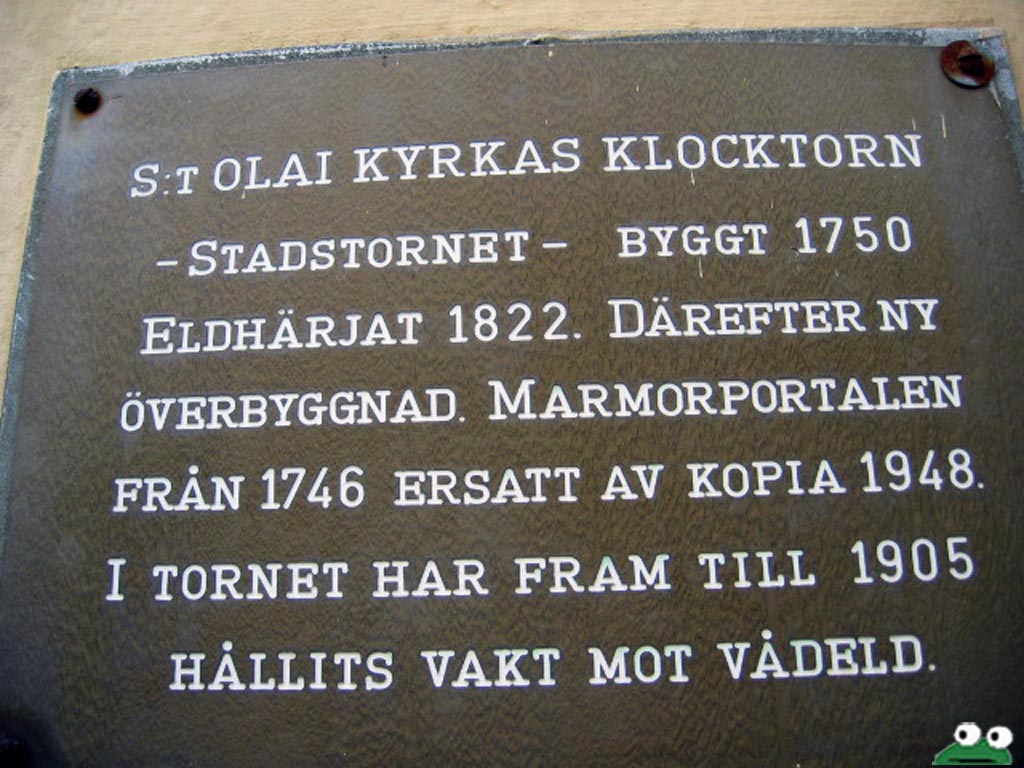 S:T OLAI KYRKAS KLOCKTORN
– STADSTORNET – BYGGT 1750
ELDHÄRJAT 1822. DÄREFTER NY
ÖVERBYGGNAD. MARMORPORTALEN
FRÅN 1746 ERSATT AV KOPIA 1948.
I TORNET HAR FRAM TILL 1905
HÅLLITS VAKT MOT VÅDELD.